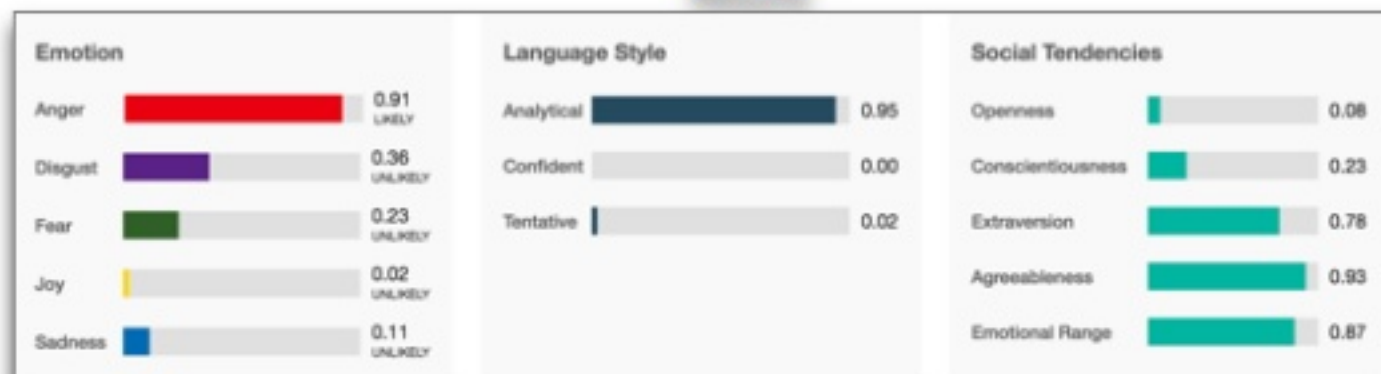 Emotion
Anger 0.91
LIKELY
Disgust 0.36
UNLIKELY
Fear 0.23
UNLIKELY
Joy 0.02
UNLIKELY
Sadness 0.11
UNLIKELY
Language Style
Analytical 0.95
Confident 0.00
Tentative 0.02
Social Tendencies
Openness 0.08
Conscientiousness 0.23
Extraversion 0.78
Agreeableness 0.93
Emotional Range 0.87